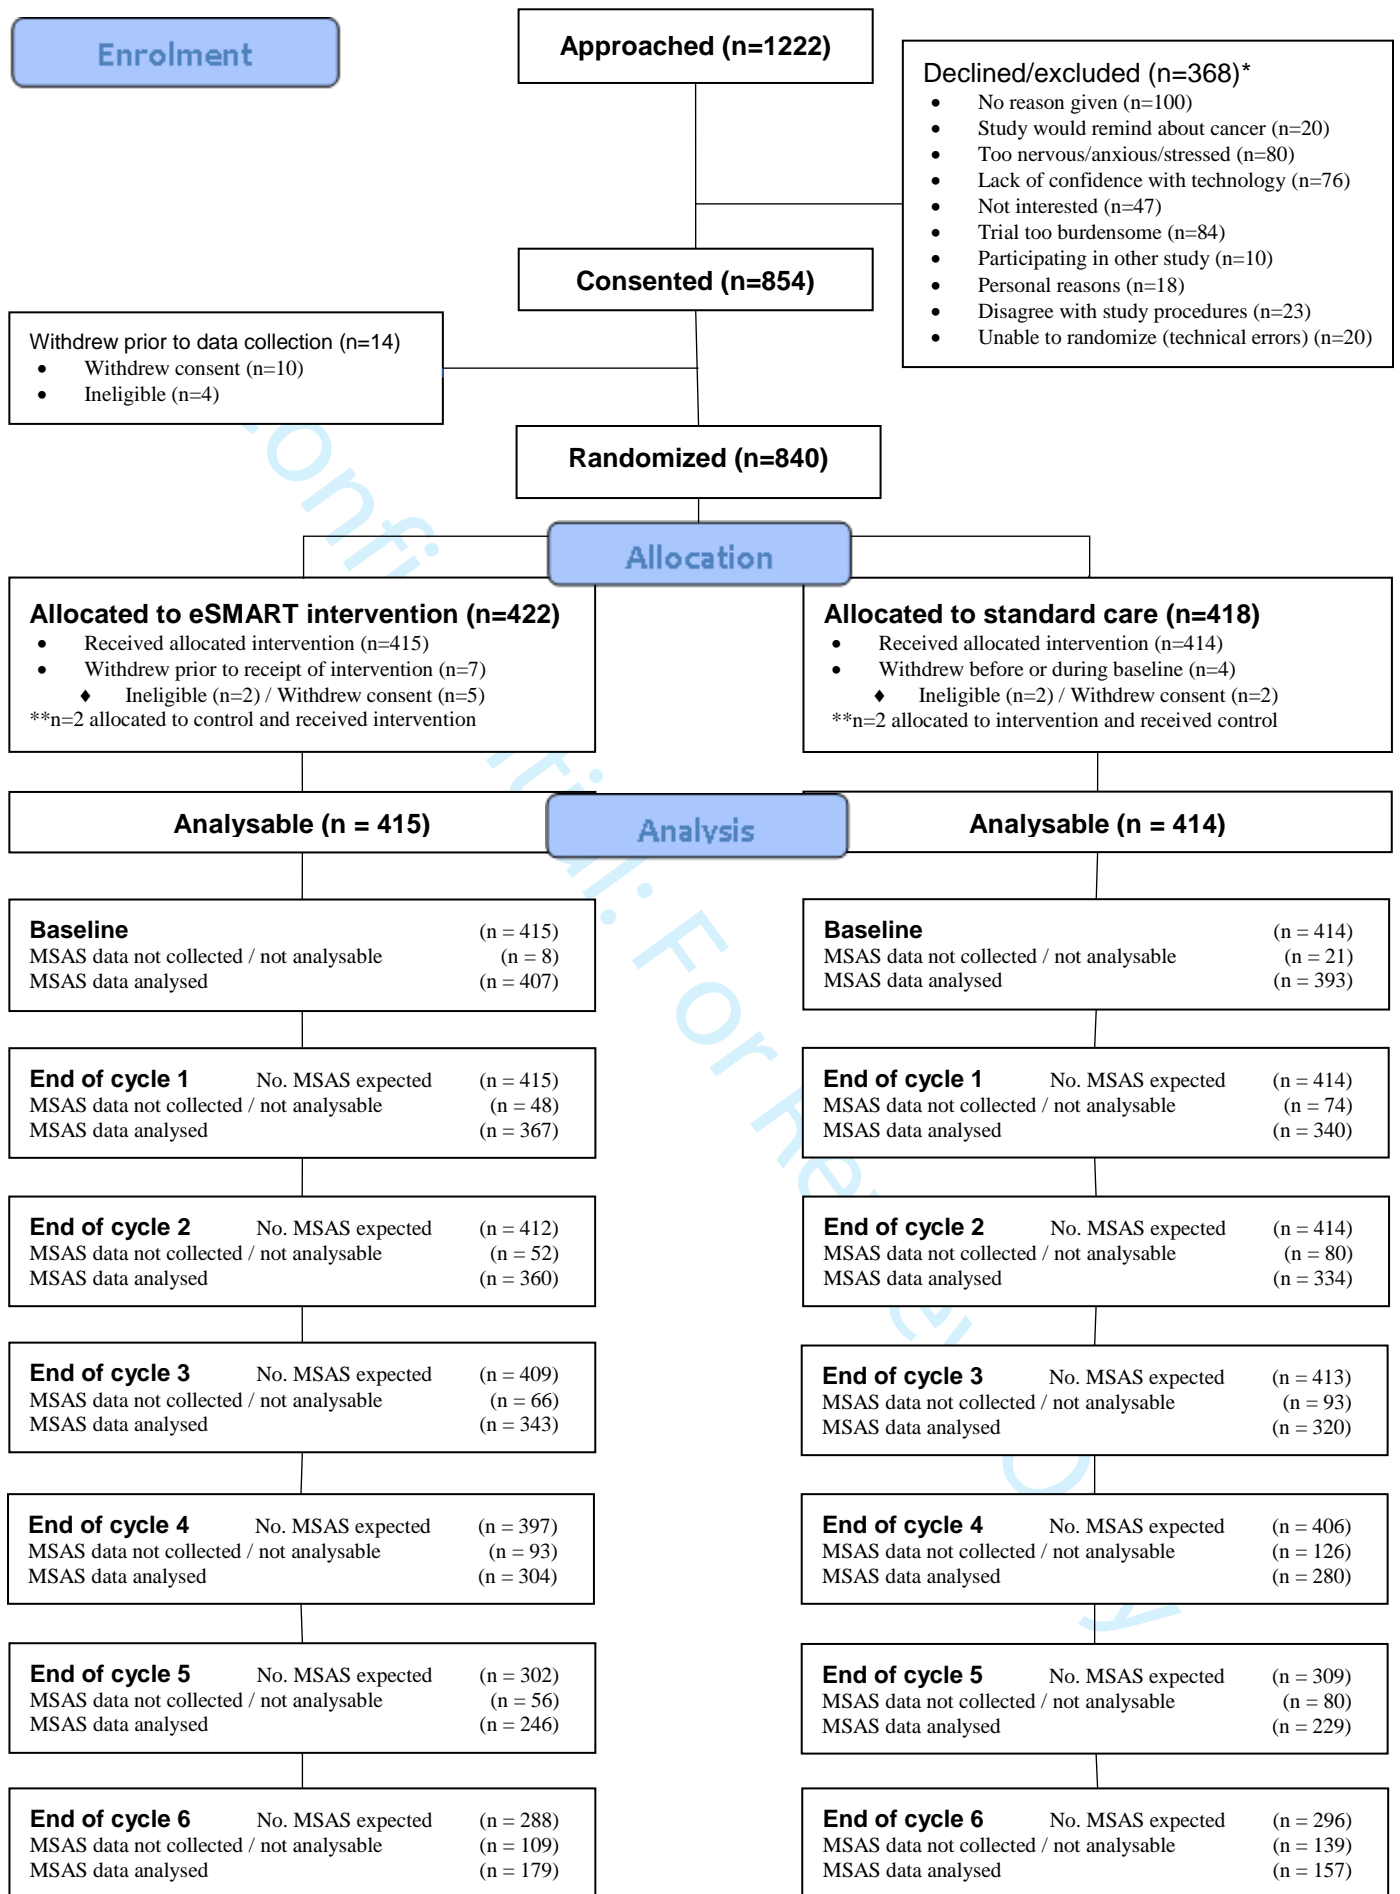 Enrolment
Approached (n=1222)
Declined/excluded (n=368)*
• No reason given (n=100)
• Study would remind about cancer (n=20)
• Too nervous/anxious/stressed (n=80)
• Lack of confidence with technology (n=76)
• Not interested (n=47)
• Trial too burdensome (n=84)
• Participating in other study (n=10)
• Personal reasons (n=18)
• Disagree with study procedures (n=23)
• Unable to randomize (technical errors) (n=20)
Consented (n=854)
Withdrew prior to data collection (n=14)
• Withdrew consent (n=10)
• Ineligible (n=4)
Randomized (n=840)
Allocation
Allocated to eSMART intervention (n=422)
• Received allocated intervention (n=415)
• Withdrew prior to receipt of intervention (n=7)
♦ Ineligible (n=2) / Withdrew consent (n=5)
**n=2 allocated to control and received intervention
Allocated to standard care (n=418)
• Received allocated intervention (n=414)
• Withdrew before or during baseline (n=4)
♦ Ineligible (n=2) / Withdrew consent (n=2)
**n=2 allocated to intervention and received control
Analysis
Analysable (n = 415)
Analysable (n = 414)
Baseline (n = 415)
MSAS data not collected / not analysable (n = 8)
MSAS data analysed (n = 407)
Baseline (n = 414)
MSAS data not collected / not analysable (n = 21)
MSAS data analysed (n = 393)
End of cycle 1 No. MSAS expected (n = 415)
MSAS data not collected / not analysable (n = 48)
MSAS data analysed (n = 367)
End of cycle 1 No. MSAS expected (n = 414)
MSAS data not collected / not analysable (n = 74)
MSAS data analysed (n = 340)
End of cycle 2 No. MSAS expected (n = 412)
MSAS data not collected / not analysable (n = 52)
MSAS data analysed (n = 360)
End of cycle 2 No. MSAS expected (n = 414)
MSAS data not collected / not analysable (n = 80)
MSAS data analysed (n = 334)
End of cycle 3 No. MSAS expected (n = 409)
MSAS data not collected / not analysable (n = 66)
MSAS data analysed (n = 343)
End of cycle 3 No. MSAS expected (n = 413)
MSAS data not collected / not analysable (n = 93)
MSAS data analysed (n = 320)
End of cycle 4 No. MSAS expected (n = 397)
MSAS data not collected / not analysable (n = 93)
MSAS data analysed (n = 304)
End of cycle 4 No. MSAS expected (n = 406)
MSAS data not collected / not analysable (n = 126)
MSAS data analysed (n = 280)
End of cycle 5 No. MSAS expected (n = 302)
MSAS data not collected / not analysable (n = 56)
MSAS data analysed (n = 246)
End of cycle 5 No. MSAS expected (n = 309)
MSAS data not collected / not analysable (n = 80)
MSAS data analysed (n = 229)
End of cycle 6 No. MSAS expected (n = 288)
MSAS data not collected / not analysable (n = 109)
MSAS data analysed (n = 179)
End of cycle 6 No. MSAS expected (n = 296)
MSAS data not collected / not analysable (n = 139)
MSAS data analysed (n = 157)